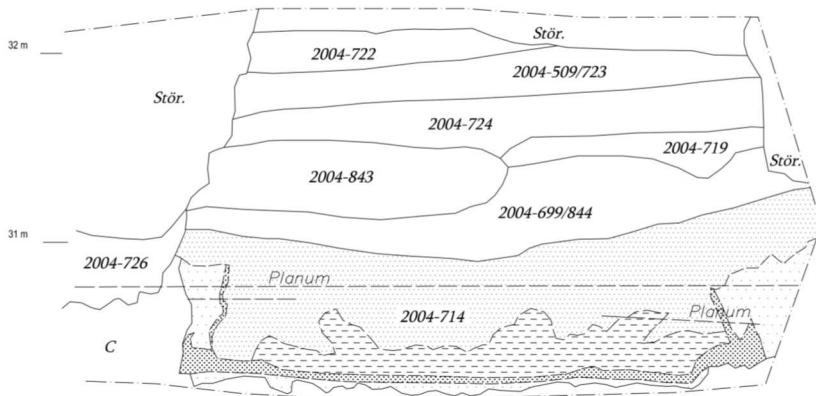 32 m
Stör.
2004-722
2004-509/723
Stör.
2004-724
2004-719
Stör.
2004-843
2004-699/844
31 m
2004-726
Planum
2004-714
Planum
C